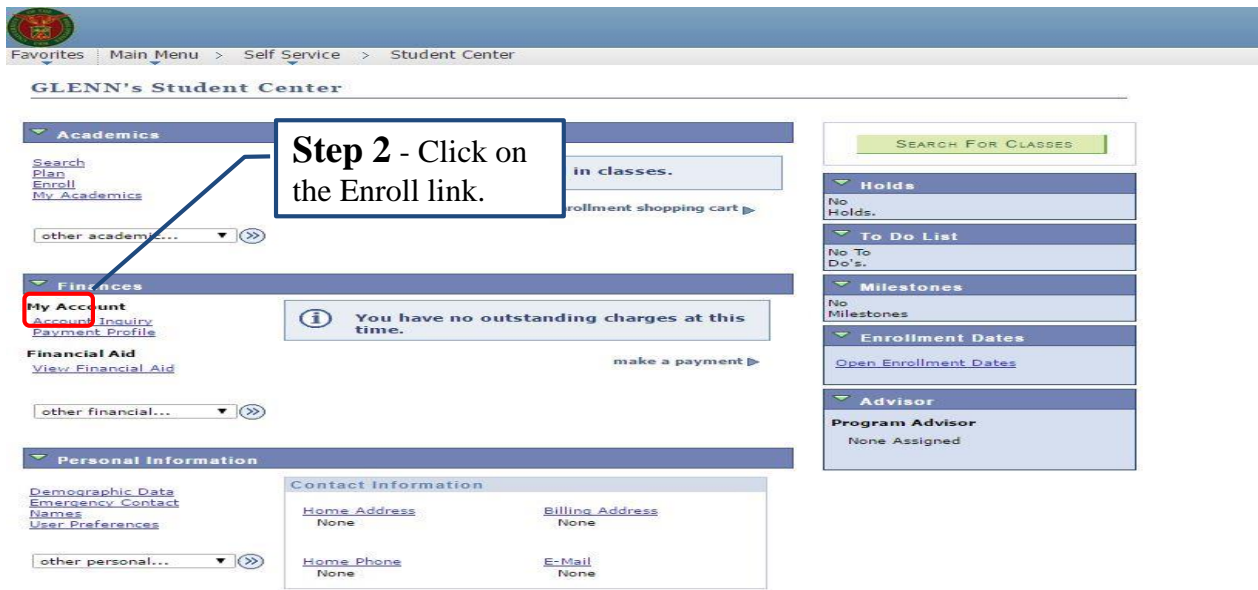 Favorites Main Menu > Self Service > Student Center
GLENN's Student Center
Academics
Search
Plan
Enroll
My Academics
other academic...
Step 2 - Click on
the Enroll link.
in classes.
rollment shopping cart
Finances
My Account
Account Inquiry
Payment Profile
Financial Aid
View Financial Aid
other financial...
You have no outstanding charges at this
time.
make a payment
Personal Information
Demographic Data
Emergency Contact
Names
User Preferences
other personal...
Contact Information
Home Address Billing Address
None None
Home Phone E-Mail
None None
SEARCH FOR CLASSES
Holds
No
Holds.
To Do List
No To
Do's.
Milestones
No
Milestones
Enrollment Dates
Open Enrollment Dates
Advisor
Program Advisor
None Assigned